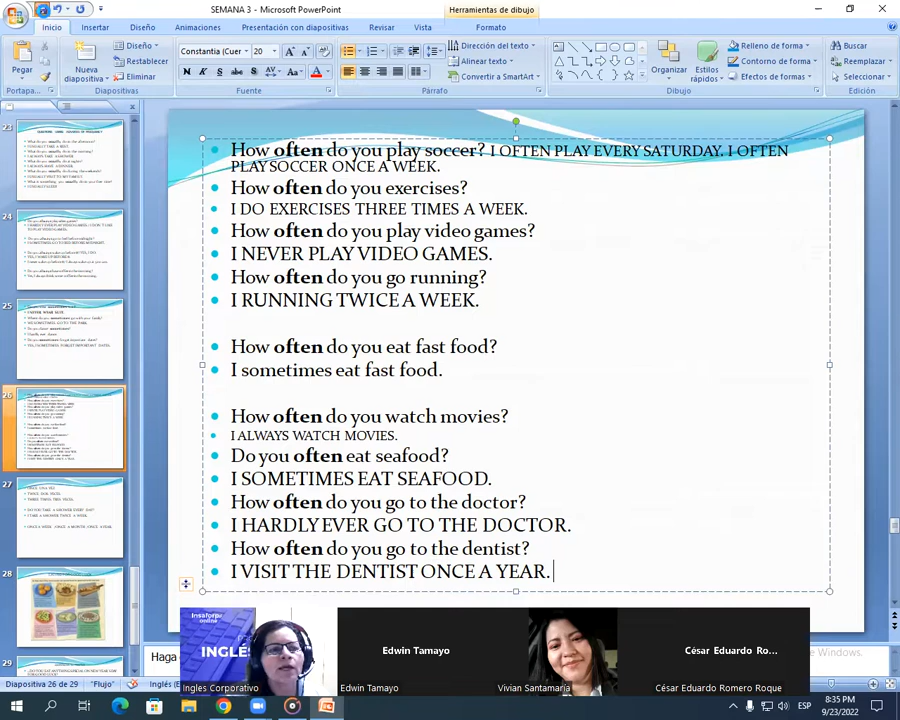 SEMANA 3 - Microsoft PowerPoint
Herramientas de dibujo
Inicio Insertar Diseño Animaciones Presentación con diapositivas Revisar Vista Formato
Pegar
Nueva diapositiva
Diseño
Restablecer
Eliminar
Constantia (Cuer 20
N K S abc S AV Aa A
Dirección del texto
Alinear texto
Convertir a SmartArt
Organizar
Estilos rápidos
Relleno de forma
Contorno de forma
Efectos de formas
Buscar
Reemplazar
Seleccionar
Portapa... Diapositivas Fuente Párrafo Dibujo Edición
23
24
25
26
27
28
29
How often do you play soccer? I OFTEN PLAY EVERY SATURDAY. I OFTEN
PLAY SOCCER ONCE A WEEK.
How often do you exercises?
I DO EXERCISES THREE TIMES A WEEK.
How often do you play video games?
I NEVER PLAY VIDEO GAMES.
How often do you go running?
I RUNNING TWICE A WEEK.
How often do you eat fast food?
I sometimes eat fast food.
How often do you watch movies?
I ALWAYS WATCH MOVIES.
Do you often eat seafood?
I SOMETIMES EAT SEAFOOD.
How often do you go to the doctor?
I HARDLY EVER GO TO THE DOCTOR.
How often do you go to the dentist?
I VISIT THE DENTIST ONCE A YEAR.
Haga
Windows.
Insaforp online
INGLÉS
Ingles Corporativo
Edwin Tamayo
Edwin Tamayo
Vivian Santamaría
César Eduardo Ro...
César Eduardo Romero Roque
Diapositiva 26 de 29 "Flujo" Inglés (E
ESP
8:35 PM
9/23/2022